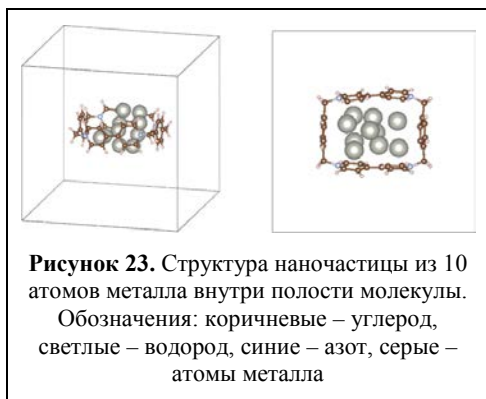 Рисунок 23. Структура наночастицы из 10
атомов металла внутри полости молекулы.
Обозначения: коричневые – углерод,
светлые – водород, синие – азот, серые –
атомы металла